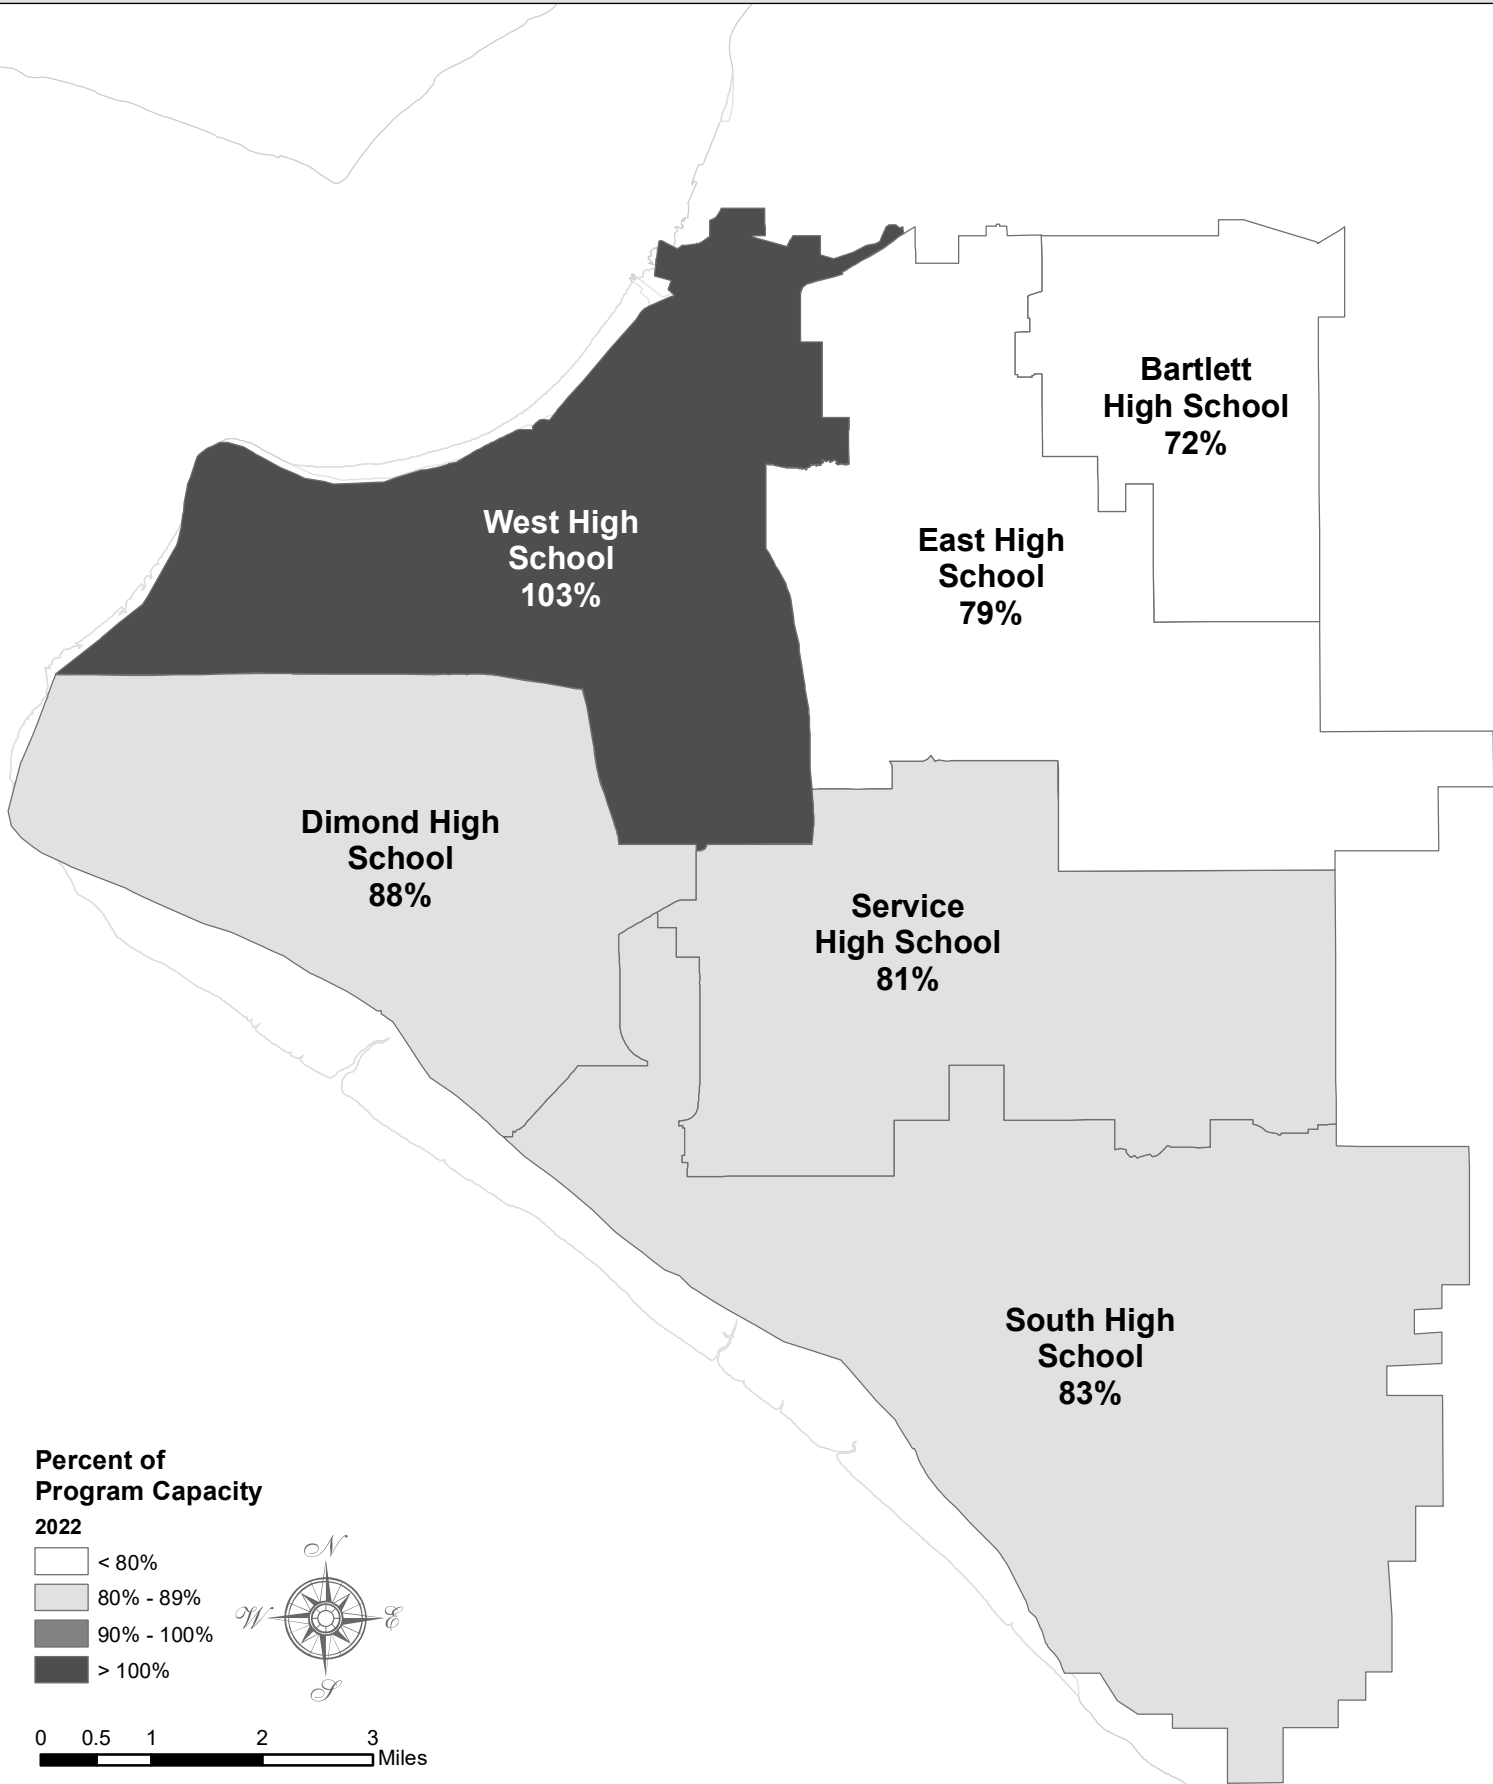 Bartlett
High School
72%
West High
School
103%
East High
School
79%
Dimond High
School
88%
Service
High School
81%
South High
School
83%
Percent of
Program Capacity
2022
< 80%
80% - 89%
90% - 100%
> 100%
N
W
E
S
0 0.5 1 2 3
Miles